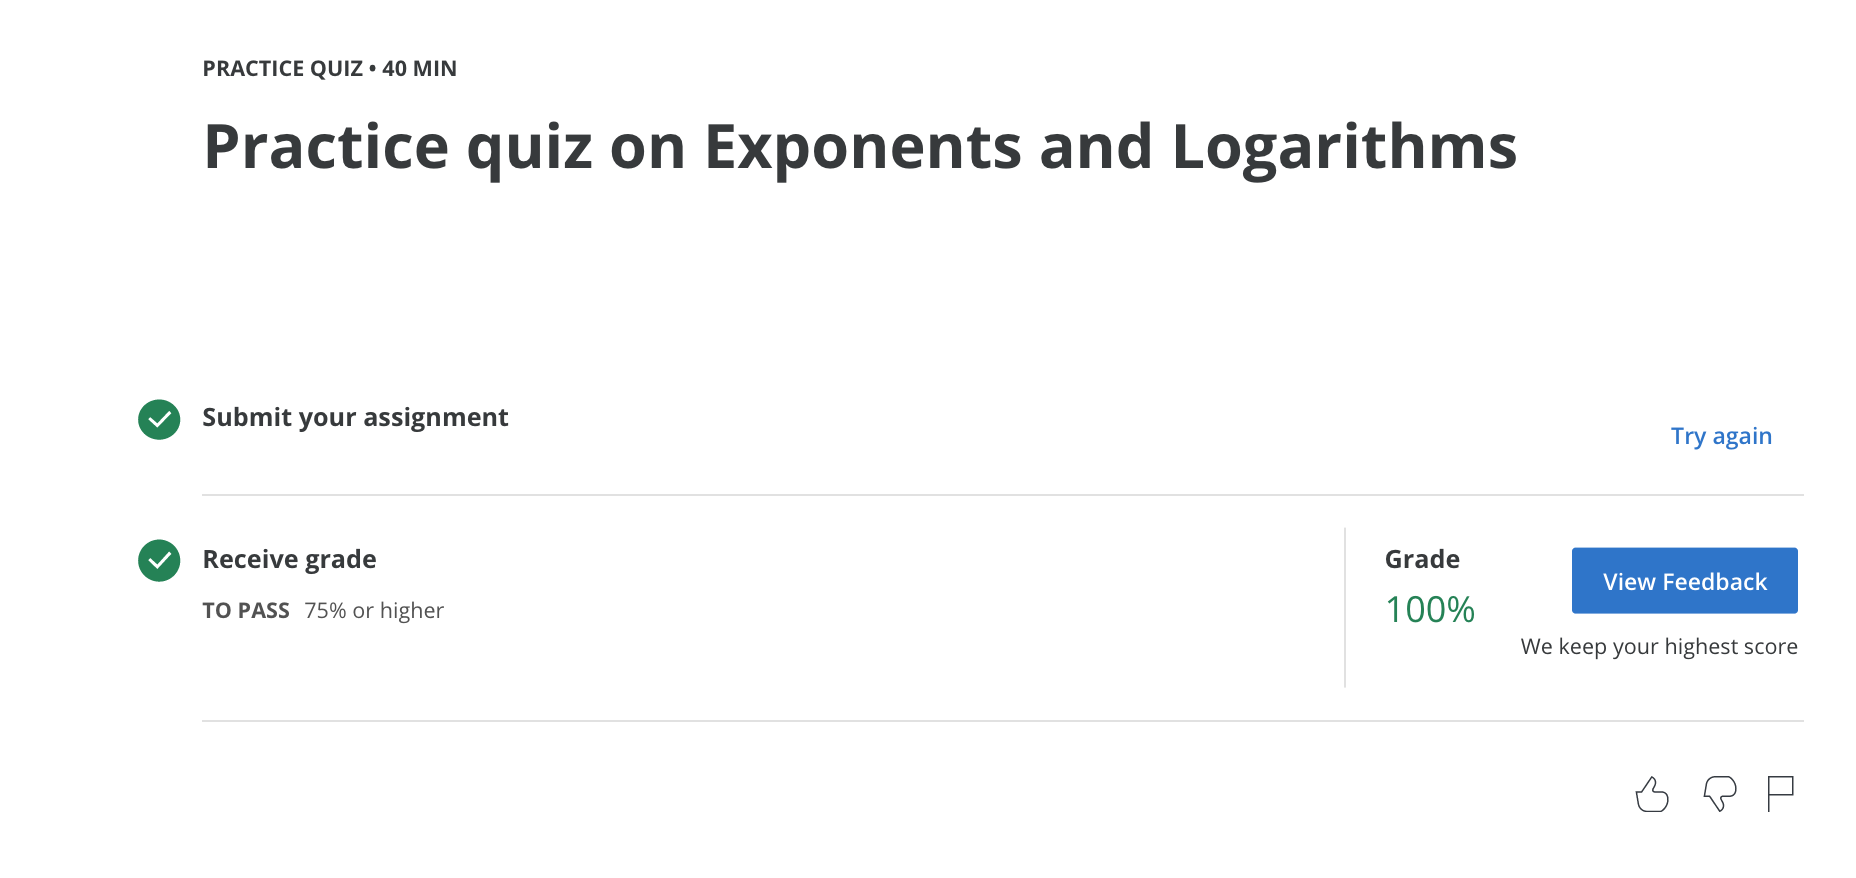 PRACTICE QUIZ • 40 MIN
Practice quiz on Exponents and Logarithms
Submit your assignment
Try again
Receive grade
TO PASS 75% or higher
Grade
100%
View Feedback
We keep your highest score